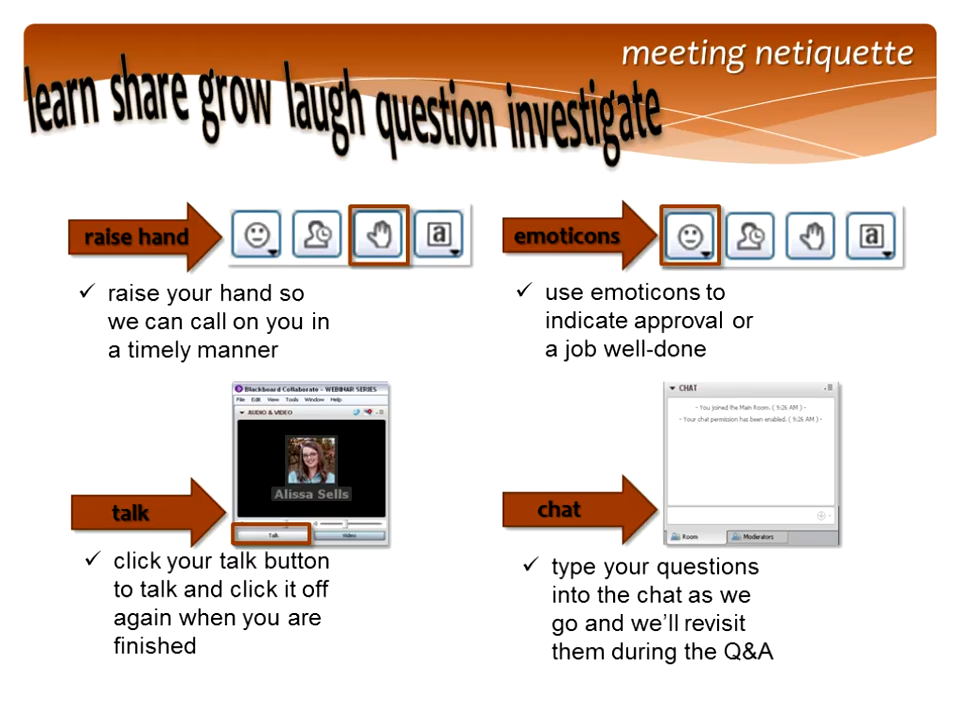 meeting netiquette
learn share grow laugh question investigate
raise hand
a
raise your hand so
we can call on you in
a timely manner
emoticons
a
use emoticons to
indicate approval or
a job well-done
talk
Blackboard Collaborate - WEBINAR SERIES
File Edit View Tools Window Help
AUDIO & VIDEO
Alissa Sells
Talk Video
click your talk button
to talk and click it off
again when you are
finished
chat
CHAT
- You joined the Main Room. ( 9:26 AM ) -
- Your chat permission has been enabled. ( 9:26 AM ) -
Room Moderators
type your questions
into the chat as we
go and we’ll revisit
them during the Q&A